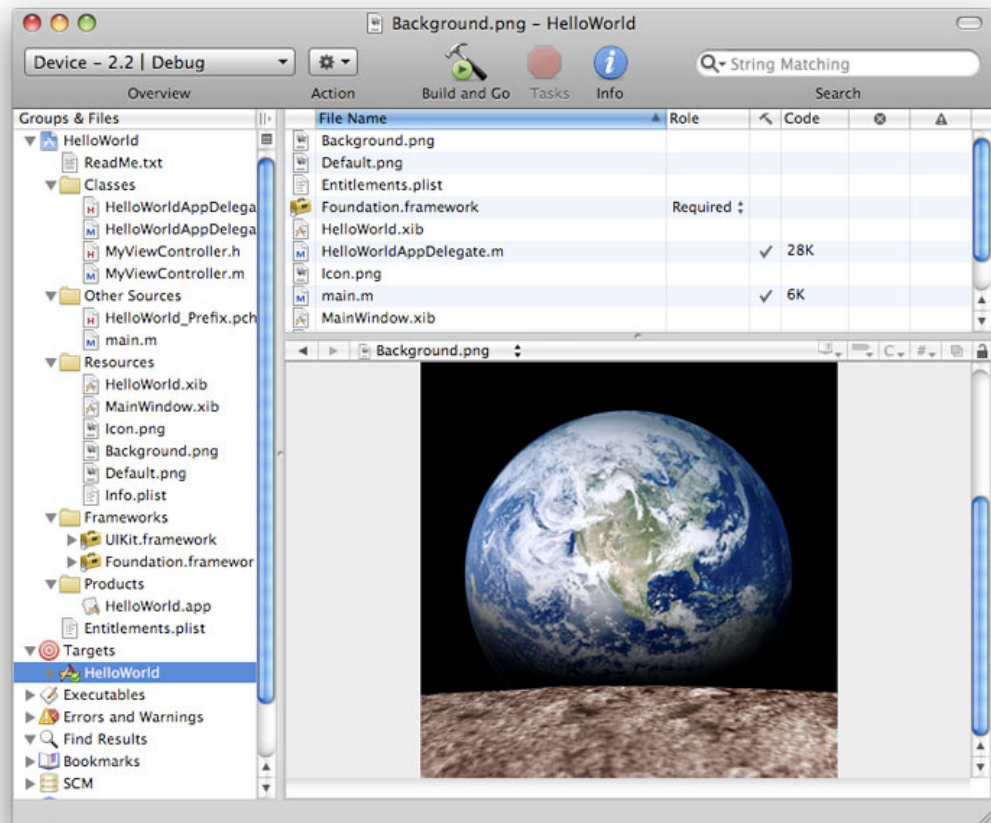 Background.png – HelloWorld
Device – 2.2 | Debug
String Matching
Overview Action Build and Go Tasks Info Search
Groups & Files
HelloWorld
ReadMe.txt
Classes
HelloWorldAppDelega
HelloWorldAppDelega
MyViewController.h
MyViewController.m
Other Sources
HelloWorld_Prefix.pch
main.m
Resources
HelloWorld.xib
MainWindow.xib
Icon.png
Background.png
Default.png
Info.plist
Frameworks
UIKit.framework
Foundation.framewor
Products
HelloWorld.app
Entitlements.plist
Targets
HelloWorld
Executables
Errors and Warnings
Find Results
Bookmarks
SCM
File Name Role Code
Background.png
Default.png
Entitlements.plist
Foundation.framework Required
HelloWorld.xib
HelloWorldAppDelegate.m 28K
Icon.png
main.m 6K
MainWindow.xib
Background.png C #